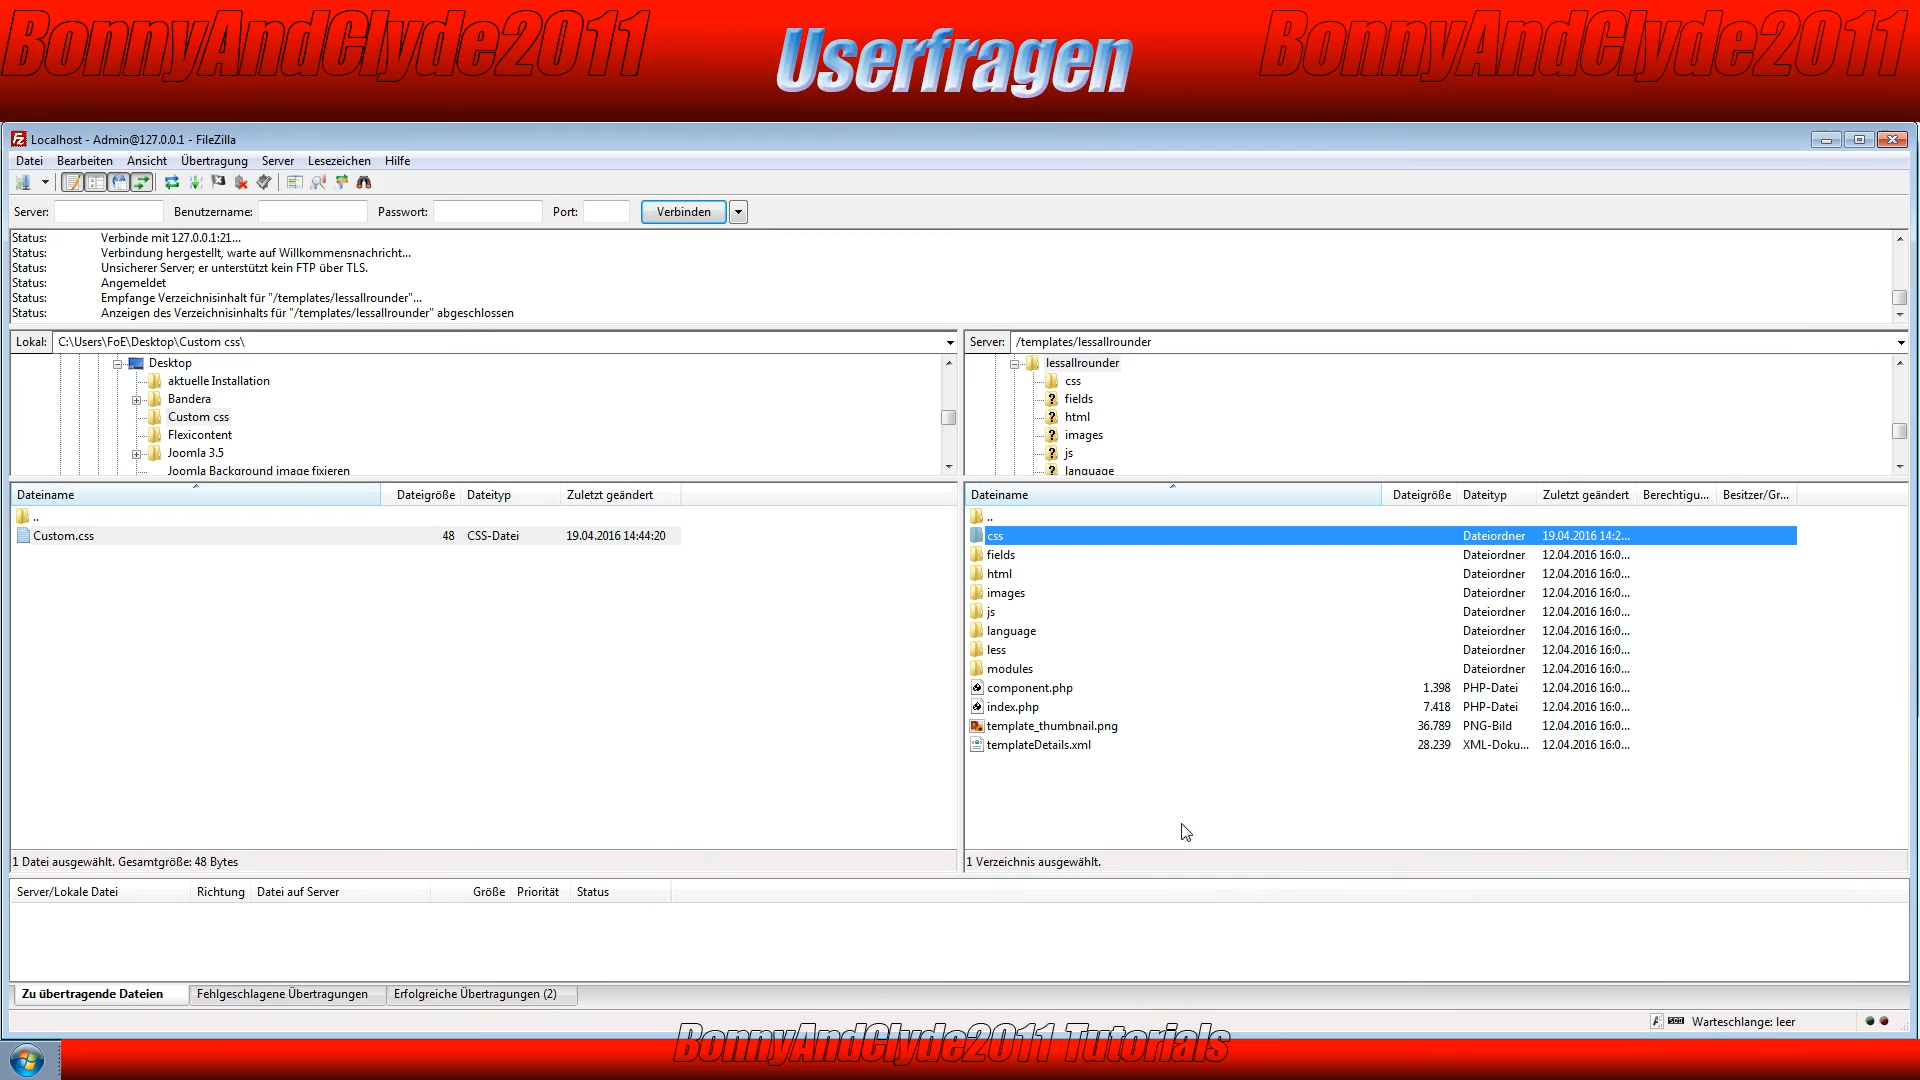 BonnyAndClyde2011
Userfragen
BonnyAndClyde2011
Localhost - Admin@127.0.0.1 - FileZilla
Datei Bearbeiten Ansicht Übertragung Server Lesezeichen Hilfe
Server: Benutzername: Passwort: Port: Verbinden
Status: Verbinde mit 127.0.0.1:21...
Status: Verbindung hergestellt, warte auf Willkommensnachricht...
Status: Unsicherer Server; er unterstützt kein FTP über TLS.
Status: Angemeldet
Status: Empfange Verzeichnisinhalt für "/templates/lessallrounder"...
Status: Anzeigen des Verzeichnisinhalts für "/templates/lessallrounder" abgeschlossen
Lokal: C:\Users\FoE\Desktop\Custom css\
Desktop
aktuelle Installation
Bandera
Custom css
Flexicontent
Joomla 3.5
Joomla Background image fixieren
Server: /templates/lessallrounder
lessallrounder
css
fields
html
images
js
language
Dateiname Dateigröße Dateityp Zuletzt geändert
..
Custom.css 48 CSS-Datei 19.04.2016 14:44:20
1 Datei ausgewählt. Gesamtgröße: 48 Bytes
Dateiname Dateigröße Dateityp Zuletzt geändert Berechtigu... Besitzer/Gr...
..
css Dateiordner 19.04.2016 14:2...
fields Dateiordner 12.04.2016 16:0...
html Dateiordner 12.04.2016 16:0...
images Dateiordner 12.04.2016 16:0...
js Dateiordner 12.04.2016 16:0...
language Dateiordner 12.04.2016 16:0...
less Dateiordner 12.04.2016 16:0...
modules Dateiordner 12.04.2016 16:0...
component.php 1.398 PHP-Datei 12.04.2016 16:0...
index.php 7.418 PHP-Datei 12.04.2016 16:0...
template_thumbnail.png 36.789 PNG-Bild 12.04.2016 16:0...
templateDetails.xml 28.239 XML-Doku... 12.04.2016 16:0...
1 Verzeichnis ausgewählt.
Server/Lokale Datei Richtung Datei auf Server Größe Priorität Status
Zu übertragende Dateien Fehlgeschlagene Übertragungen Erfolgreiche Übertragungen (2)
Warteschlange: leer
BonnyAndClyde2011 Tutorials